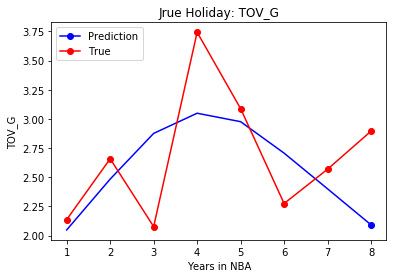 Jrue Holiday: TOV_G
Prediction
True
TOV_G
3.75
3.50
3.25
3.00
2.75
2.50
2.25
2.00
1 2 3 4 5 6 7 8
Years in NBA